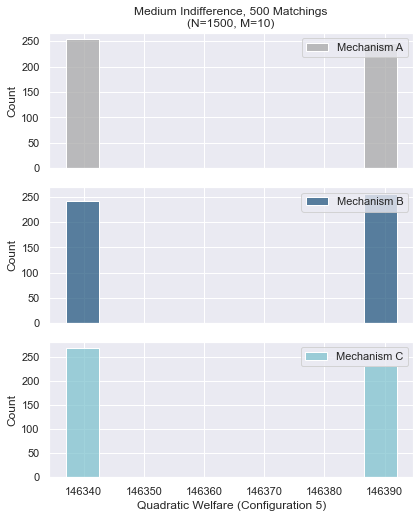 Medium Indifference, 500 Matchings
(N=1500, M=10)
Mechanism A
250
200
150
100
50
0
Count
Mechanism B
250
200
150
100
50
0
Count
Mechanism C
250
200
150
100
50
0
Count
146340 146350 146360 146370 146380 146390
Quadratic Welfare (Configuration 5)